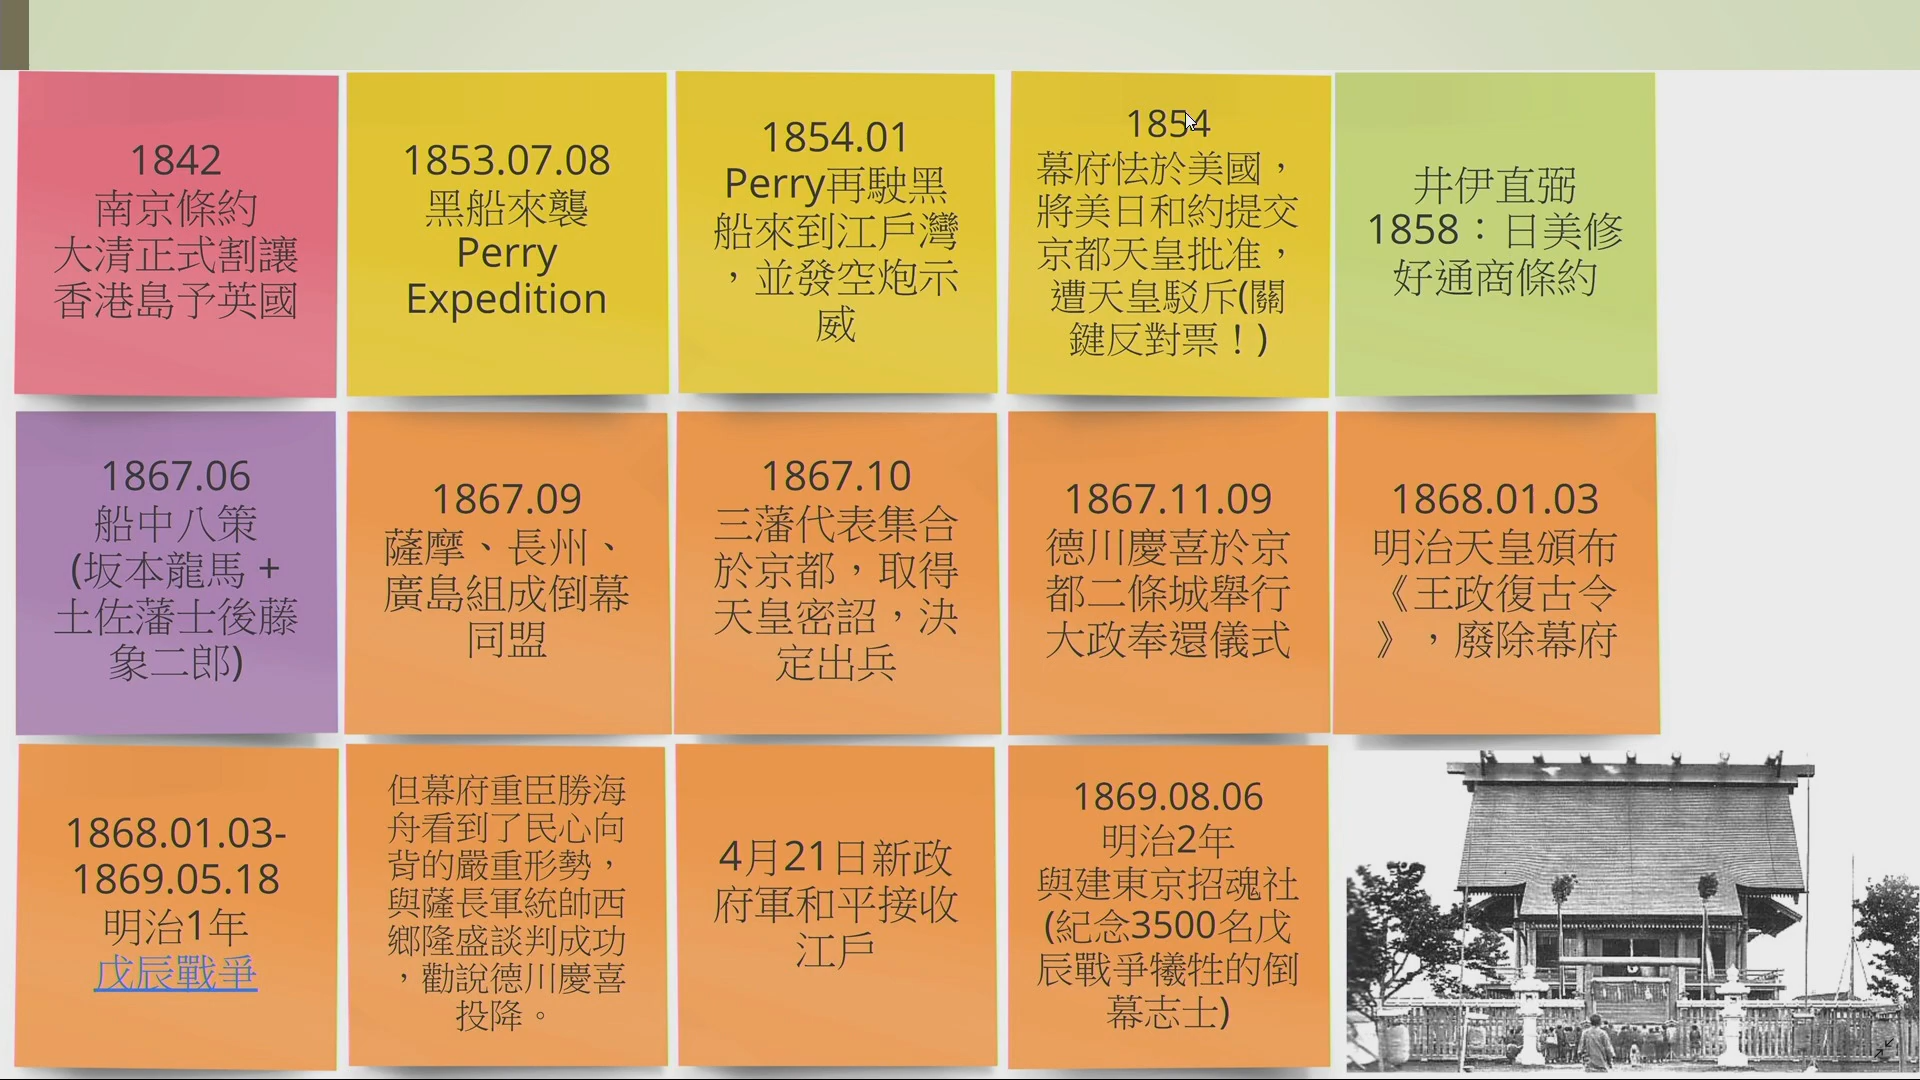 1842
南京條約
大清正式割讓
香港島予英國
1853.07.08
黑船來襲
Perry
Expedition
1854.01
Perry再駛黑
船來到江戶灣
，並發空炮示
威
1854
幕府怯於美國，
將美日和約提交
京都天皇批准，
遭天皇駁斥(關
鍵反對票！)
井伊直弼
1858：日美修
好通商條約
1867.06
船中八策
(坂本龍馬 +
土佐藩士後藤
象二郎)
1867.09
薩摩、長州、
廣島組成倒幕
同盟
1867.10
三藩代表集合
於京都，取得
天皇密詔，決
定出兵
1867.11.09
德川慶喜於京
都二條城舉行
大政奉還儀式
1868.01.03
明治天皇頒布
《王政復古令
》，廢除幕府
1868.01.03-
1869.05.18
明治1年
戊辰戰爭
但幕府重臣勝海
舟看到了民心向
背的嚴重形勢，
與薩長軍統帥西
鄉隆盛談判成功
，勸說德川慶喜
投降。
4月21日新政
府軍和平接收
江戶
1869.08.06
明治2年
興建東京招魂社
(紀念3500名戊
辰戰爭犧牲的倒
幕志士)